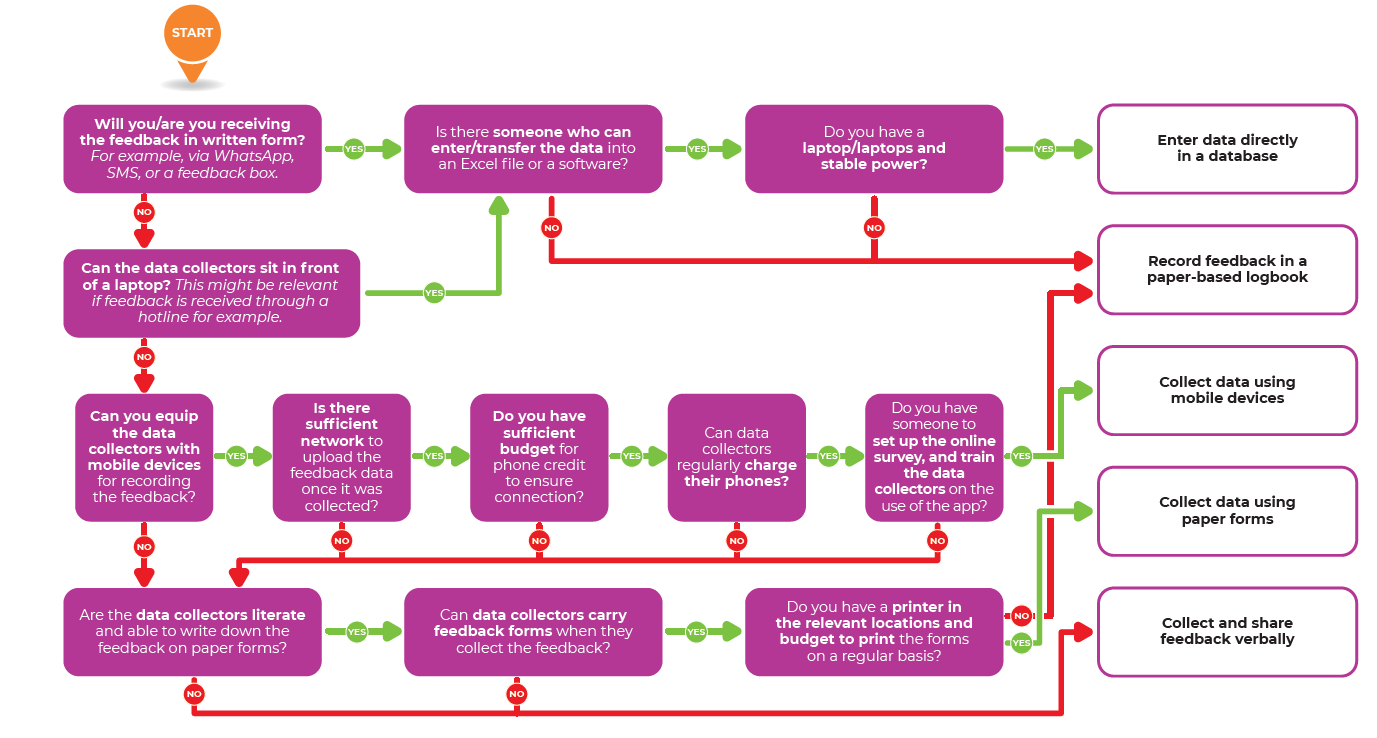 START
Will you/are you receiving
the feedback in written form?
For example, via WhatsApp,
SMS, or a feedback box.
YES
Is there someone who can
enter/transfer the data into
an Excel file or a software?
YES
Do you have a
laptop/laptops and
stable power?
YES
Enter data directly
in a database
NO
NO
NO
Can the data collectors sit in front
of a laptop? This might be relevant
if feedback is received through a
hotline for example.
YES
Record feedback in a
paper-based logbook
NO
Collect data using
mobile devices
Can you equip
the data
collectors with
mobile devices
for recording
the feedback?
YES
Is there
sufficient
network to
upload the
feedback data
once it was
collected?
YES
Do you have
sufficient
budget for
phone credit
to ensure
connection?
YES
Can data
collectors
regularly charge
their phones?
YES
Do you have
someone to
set up the online
survey, and train
the data
collectors on the
use of the app?
YES
Collect data using
paper forms
NO
NO
NO
NO
NO
Are the data collectors literate
and able to write down the
feedback on paper forms?
YES
Can data collectors carry
feedback forms when they
collect the feedback?
YES
Do you have a printer in
the relevant locations and
budget to print the forms
on a regular basis?
NO
YES
Collect and share
feedback verbally
NO
NO